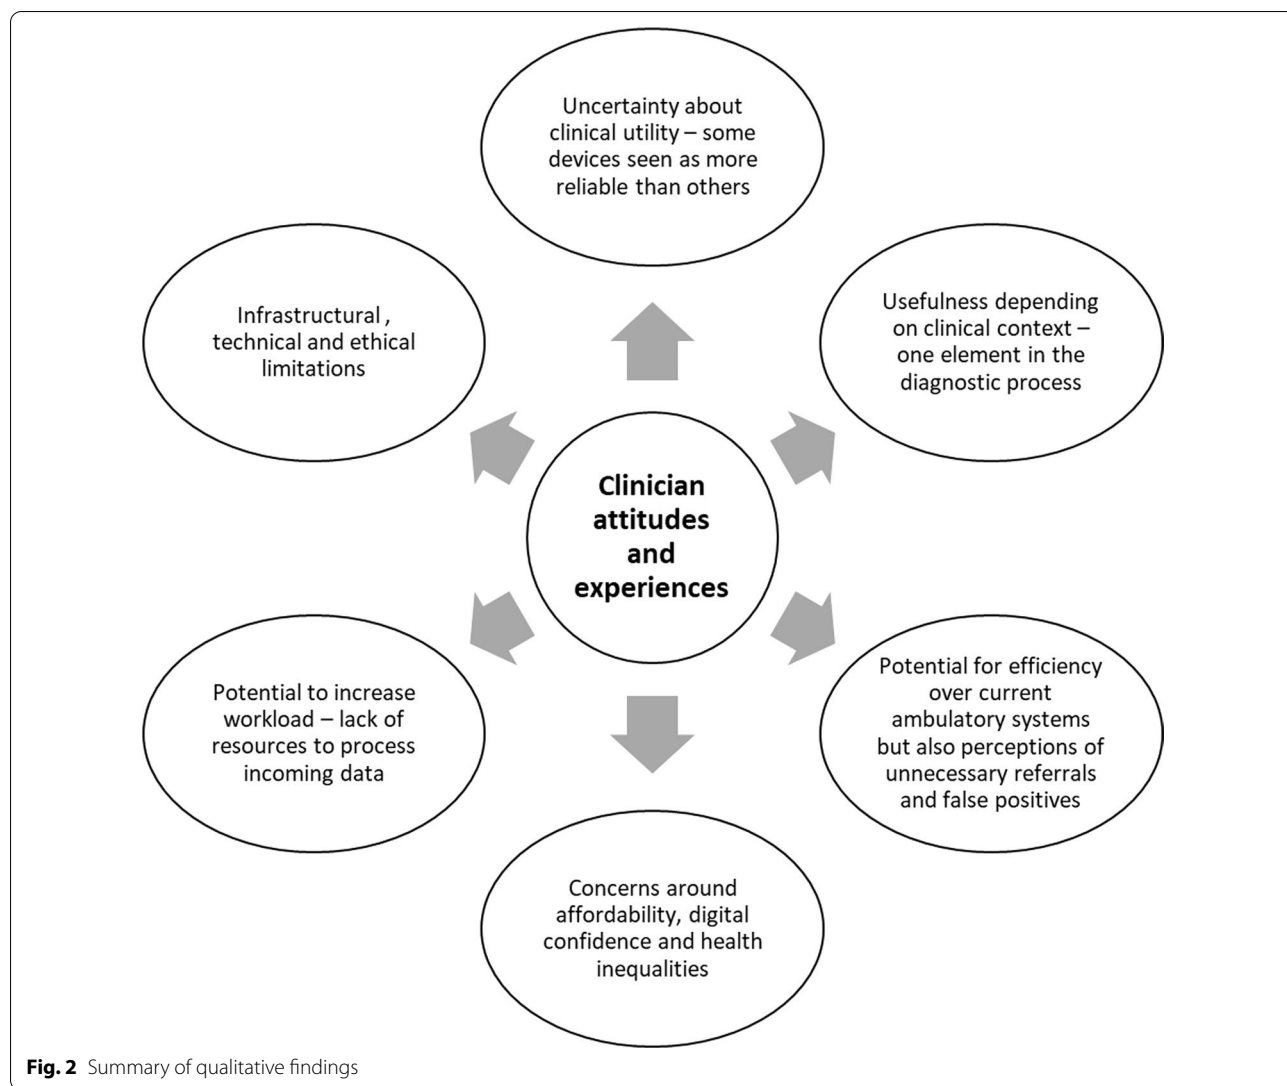 Uncertainty about
clinical utility – some
devices seen as more
reliable than others
Infrastructural ,
technical and ethical
limitations
Usefulness depending
on clinical context –
one element in the
diagnostic process
Clinician
attitudes
and
experiences
Potential to increase
workload – lack of
resources to process
incoming data
Potential for efficiency
over current
ambulatory systems
but also perceptions of
unnecessary referrals
and false positives
Concerns around
affordability, digital
confidence and health
inequalities
Fig. 2 Summary of qualitative findings